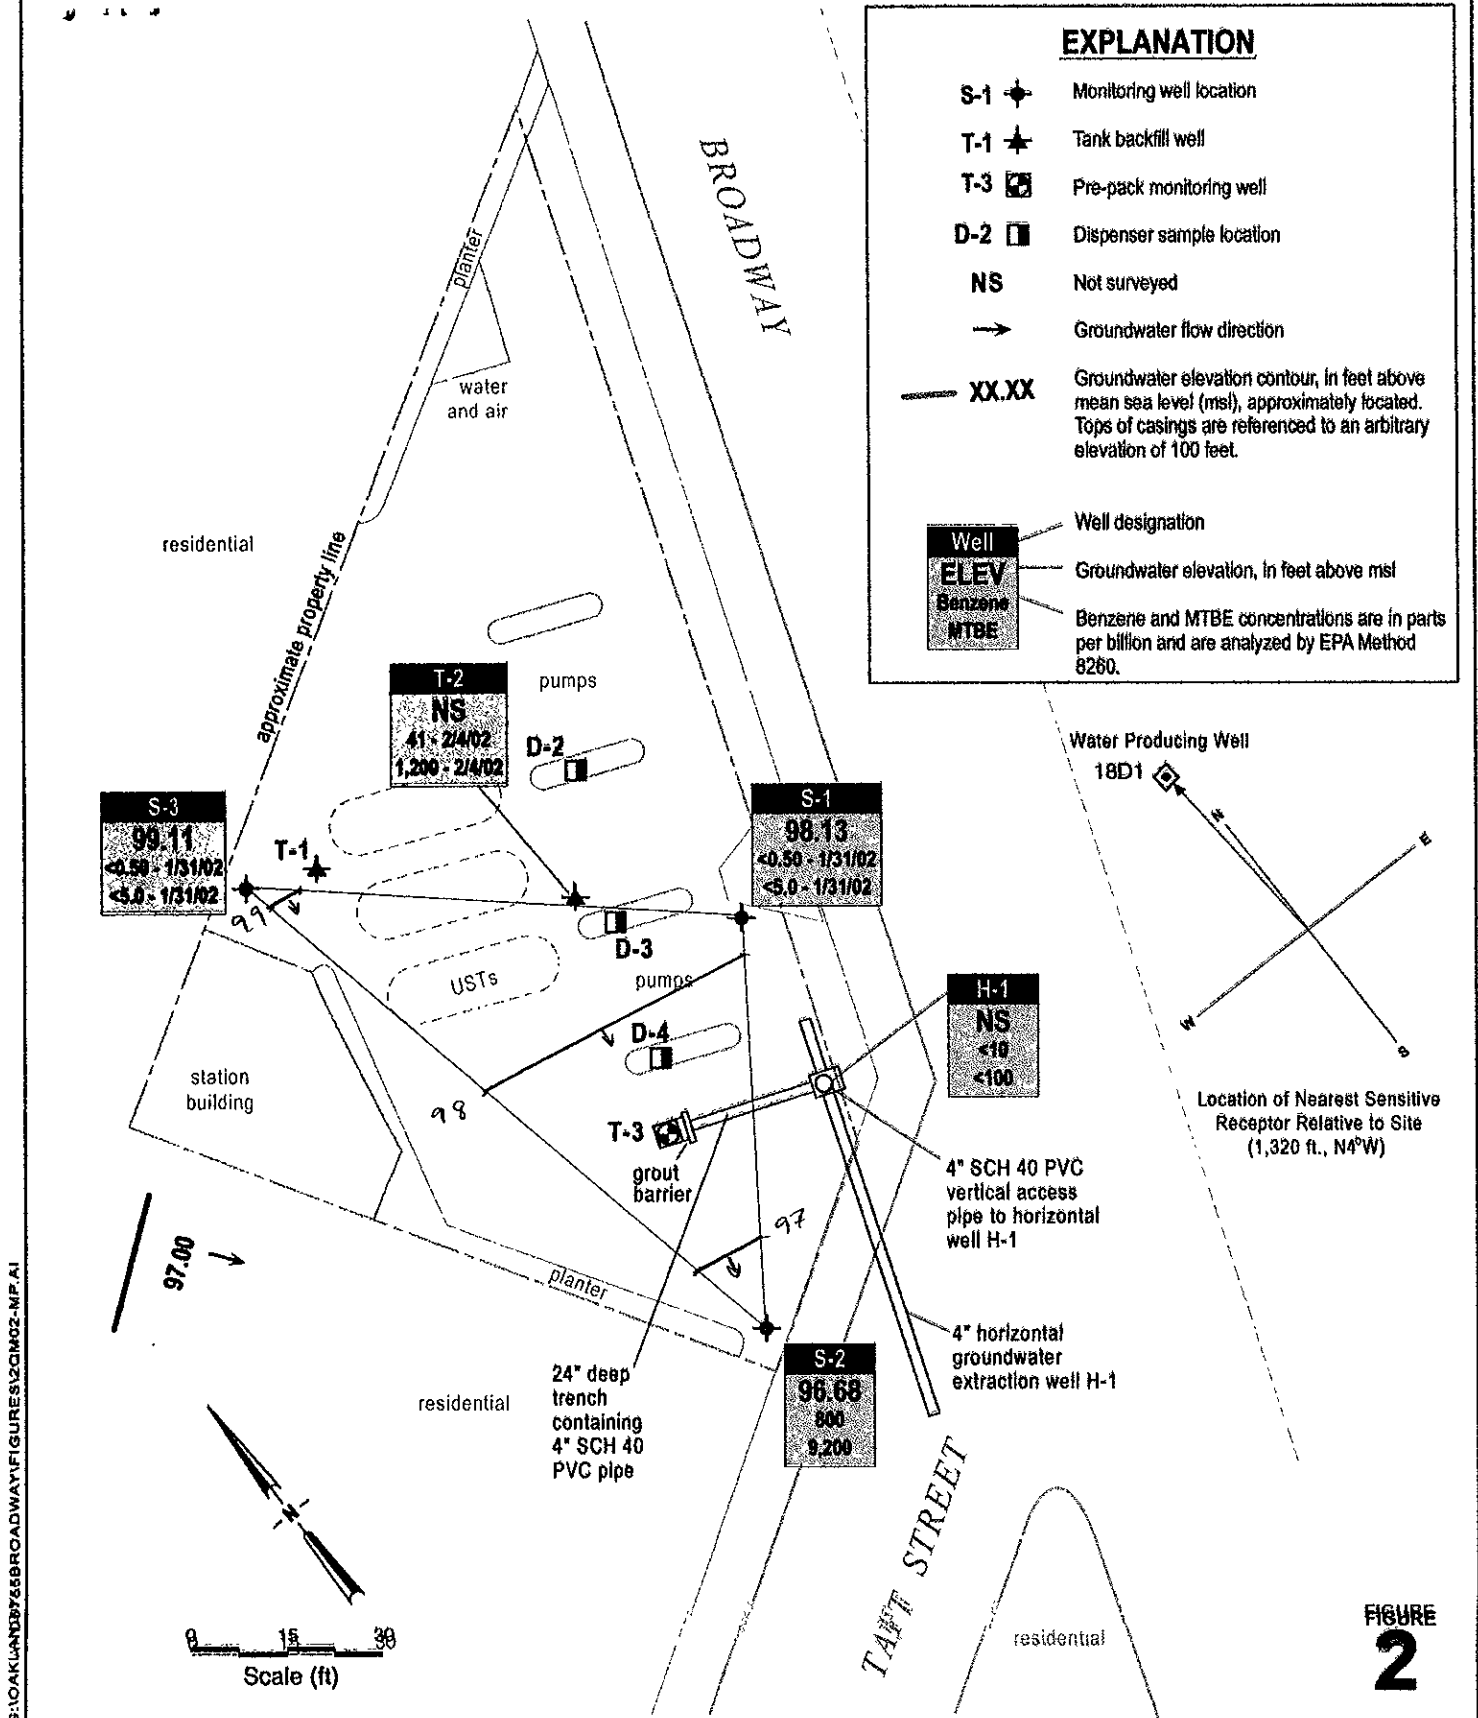 EXPLANATION
S-1 Monitoring well location
T-1 Tank backfill well
T-3 Pre-pack monitoring well
D-2 Dispenser sample location
NS Not surveyed
Groundwater flow direction
XX.XX Groundwater elevation contour, in feet above
mean sea level (msl), approximately located.
Tops of casings are referenced to an arbitrary
elevation of 100 feet.
Well
ELEV
Benzene
MTBE
Well designation
Groundwater elevation, in feet above msl
Benzene and MTBE concentrations are in parts
per billion and are analyzed by EPA Method
8260.
BROADWAY
planter
water
and air
residential
approximate property line
pumps
T-2
NS
41 - 2/4/02
1,200 - 2/4/02
D-2
Water Producing Well
18D1
N
E
W
S
Location of Nearest Sensitive
Receptor Relative to Site
(1,320 ft., N4°W)
S-3
99.11
<0.50 - 1/31/02
<5.0 - 1/31/02
T-1
S-1
98.13
<0.50 - 1/31/02
<5.0 - 1/31/02
99
D-3
USTs
pumps
H-1
NS
<10
<100
D-4
98
station
building
T-3
grout
barrier
4" SCH 40 PVC
vertical access
pipe to horizontal
well H-1
97
97.00
planter
4" horizontal
groundwater
extraction well H-1
S-2
96.68
800
9,200
24" deep
trench
containing
4" SCH 40
PVC pipe
residential
N
TAFT STREET
residential
0 15 30
Scale (ft)
FIGURE
2